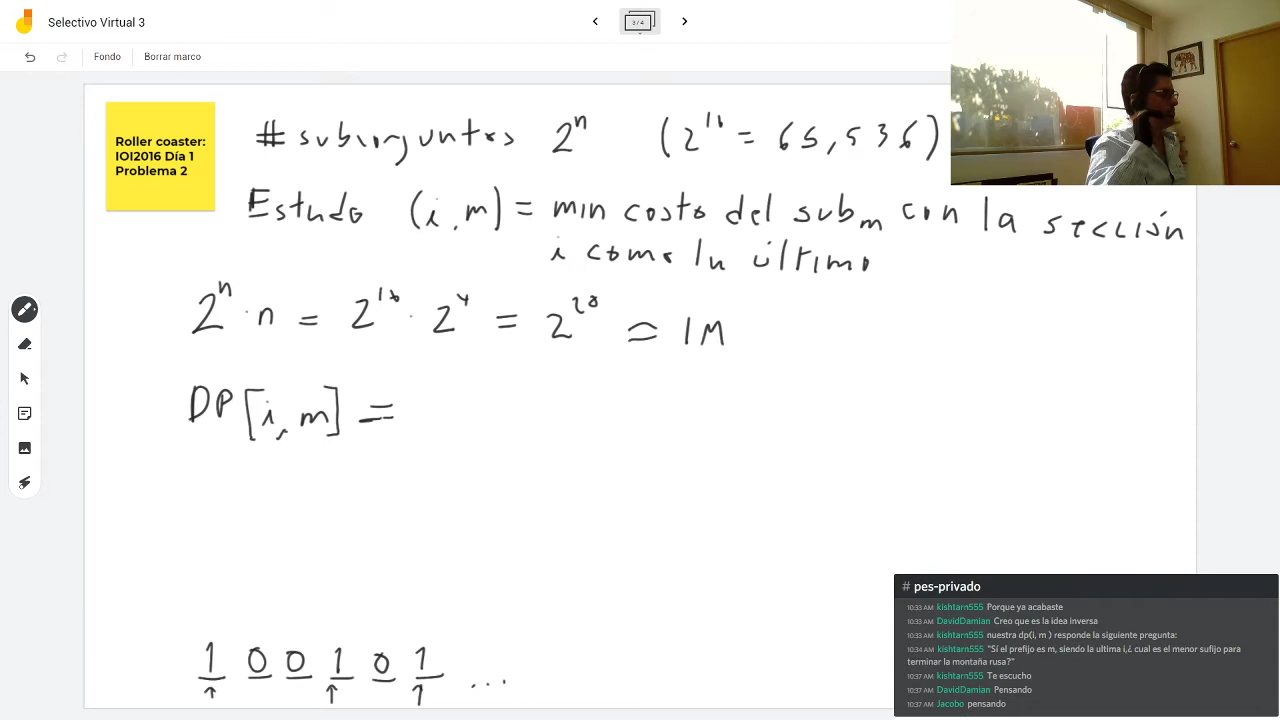 Selectivo Virtual 3
3 / 4
Fondo
Borrar marco
Roller coaster:
IOI2016 Día 1
Problema 2
# subconjuntos 2^n (2^16 = 65,536)
Estado (i, m) = min costo del sub_m con la sección
i como la última
2^n · n = 2^16 · 2^4 = 2^20 ≃ 1M
DP[i, m] =
1 0 0 1 0 1 ...
# pes-privado
10:33 AM kishtarn555 Porque ya acabaste
10:33 AM DavidDamian Creo que es la idea inversa
10:33 AM kishtarn555 nuestra dp(i, m ) responde la siguiente pregunta:
10:34 AM kishtarn555 "Sí el prefijo es m, siendo la ultima i,¿ cual es el menor sufijo para
terminar la montaña rusa?"
10:37 AM kishtarn555 Te escucho
10:37 AM DavidDamian Pensando
10:37 AM Jacobo pensando